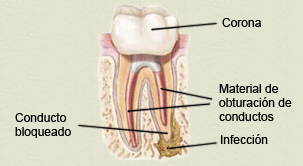 Corona
Material de
obturación de
conductos
Conducto
bloqueado
Infección